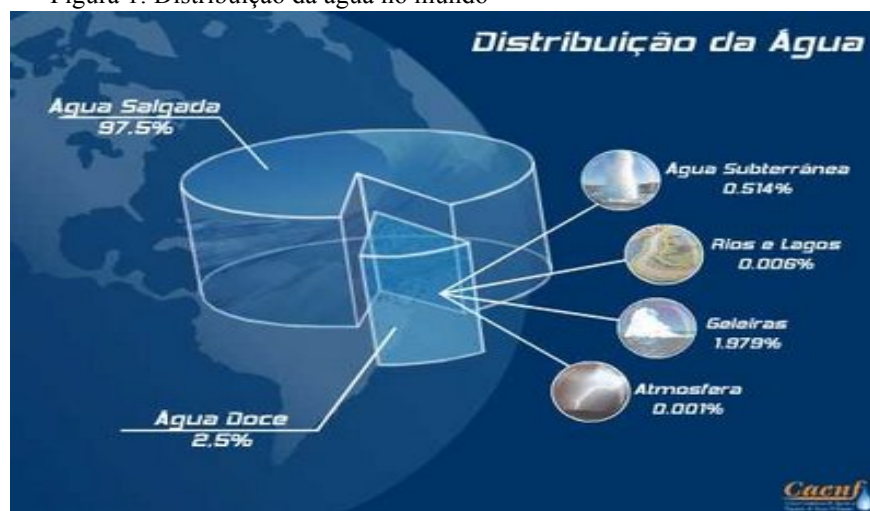 Figura 1: Distribuição da água no mundo
Distribuição da Água
Água Salgada
97.5%
Água Subterrânea
0.514%
Rios e Lagos
0.006%
Geleiras
1.979%
Atmosfera
0.001%
Água Doce
2.5%
Caenf